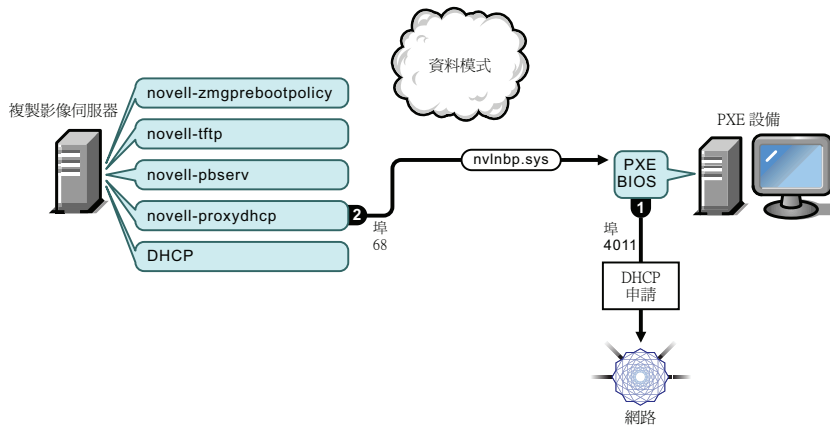 資料模式
複製影像伺服器
novell-zmgprebootpolicy
novell-tftp
novell-pbserv
novell-proxydhcp
DHCP
2
埠
68
nvlnbp.sys
PXE
BIOS
1
PXE 設備
埠
4011
DHCP
申請
網路